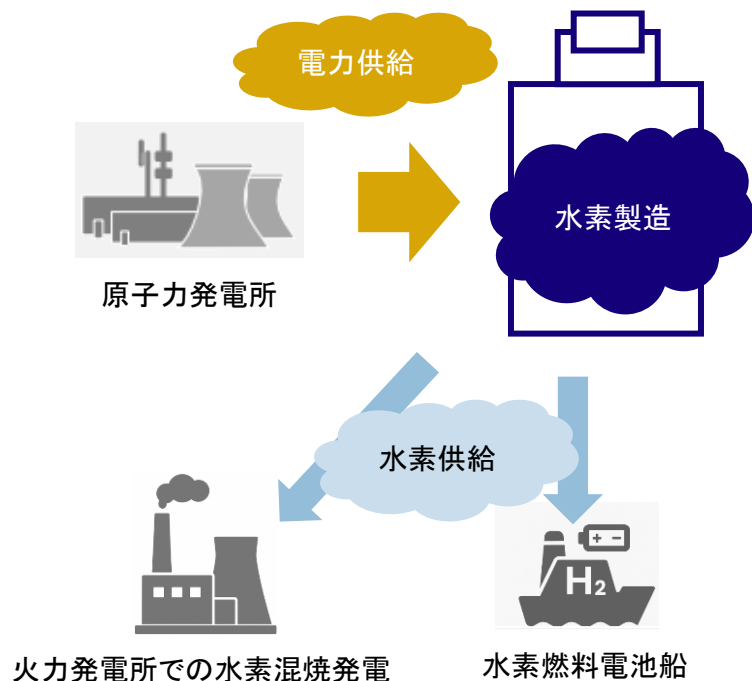 電力供給
水素製造
原子力発電所
水素供給
+ -
H₂
火力発電所での水素混焼発電
水素燃料電池船